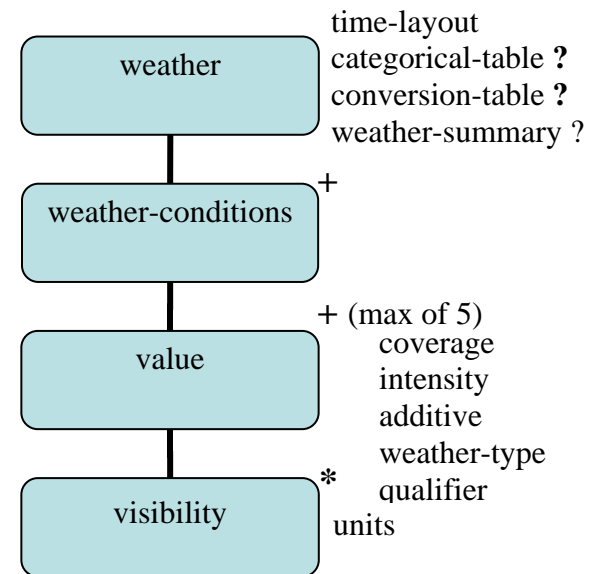 time-layout
weather
categorical-table ?
conversion-table ?
weather-summary ?
+
weather-conditions
+ (max of 5)
coverage
value
intensity
additive
weather-type
*
qualifier
visibility
units